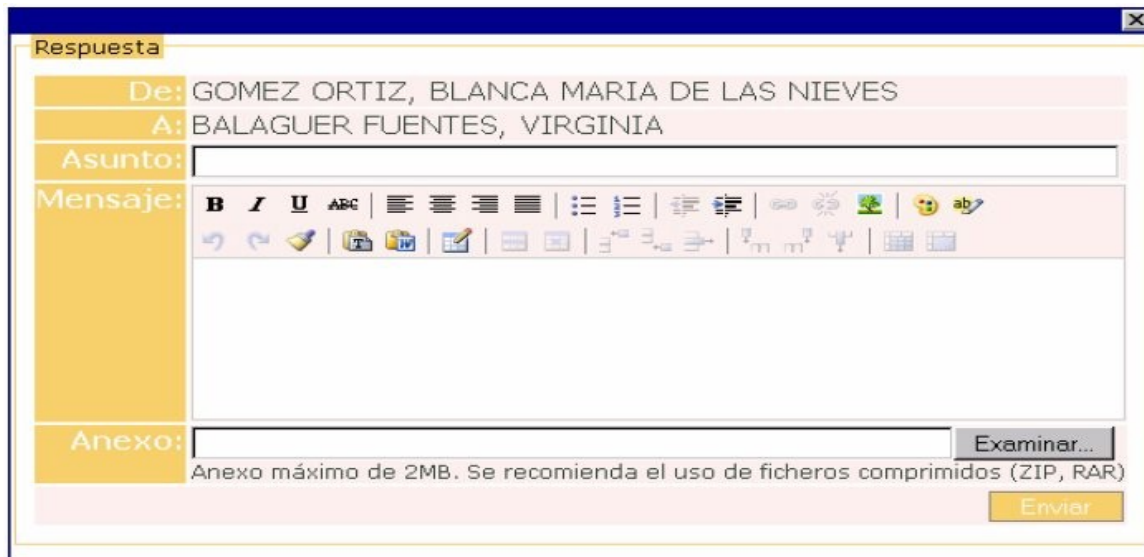 Respuesta
De: GOMEZ ORTIZ, BLANCA MARIA DE LAS NIEVES
A: BALAGUER FUENTES, VIRGINIA
Asunto:
Mensaje: B I U ABC
Anexo: Examinar...
Anexo máximo de 2MB. Se recomienda el uso de ficheros comprimidos (ZIP, RAR)
Enviar